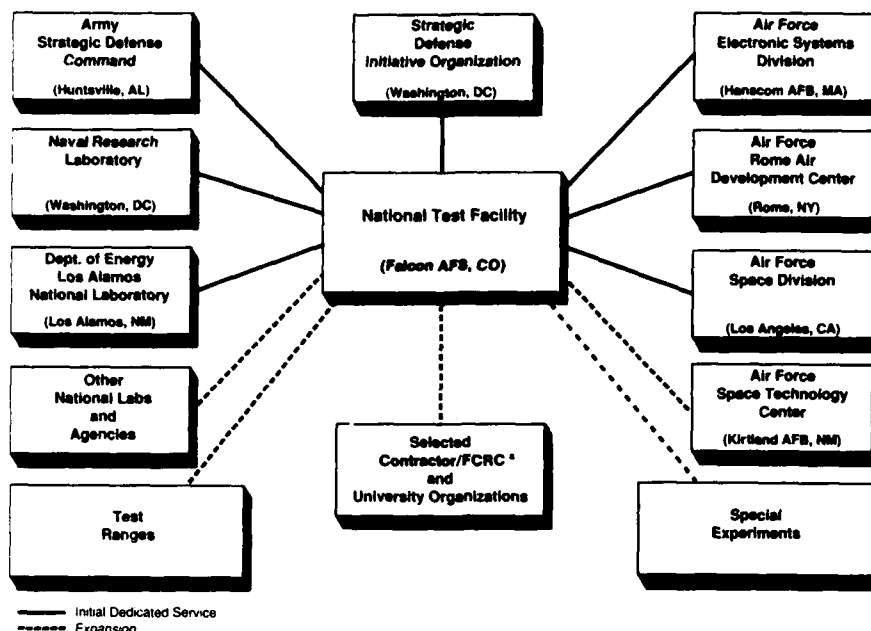 Army
Strategic Defense
Command
(Huntsville, AL)
Strategic
Defense
Initiative Organization
(Washington, DC)
Air Force
Electronic Systems
Division
(Hanscom AFB, MA)
Naval Research
Laboratory
(Washington, DC)
National Test Facility
(Falcon AFS, CO)
Air Force
Rome Air
Development Center
(Rome, NY)
Dept. of Energy
Los Alamos
National Laboratory
(Los Alamos, NM)
Air Force
Space Division
(Los Angeles, CA)
Other
National Labs
and
Agencies
Selected
Contractor/FCRC a
and
University Organizations
Air Force
Space Technology
Center
(Kirtland AFB, NM)
Test
Ranges
Special
Experiments
Initial Dedicated Service
Expansion